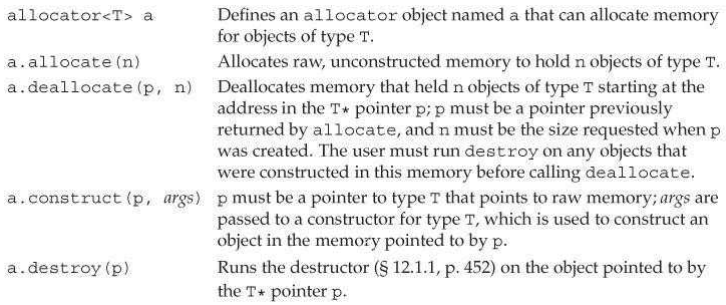 allocator<T> a Defines an allocator object named a that can allocate memory
for objects of type T.
a.allocate(n) Allocates raw, unconstructed memory to hold n objects of type T.
a.deallocate(p, n) Deallocates memory that held n objects of type T starting at the
address in the T* pointer p; p must be a pointer previously
returned by allocate, and n must be the size requested when p
was created. The user must run destroy on any objects that
were constructed in this memory before calling deallocate.
a.construct(p, args) p must be a pointer to type T that points to raw memory; args are
passed to a constructor for type T, which is used to construct an
object in the memory pointed to by p.
a.destroy(p) Runs the destructor (§ 12.1.1, p. 452) on the object pointed to by
the T* pointer p.